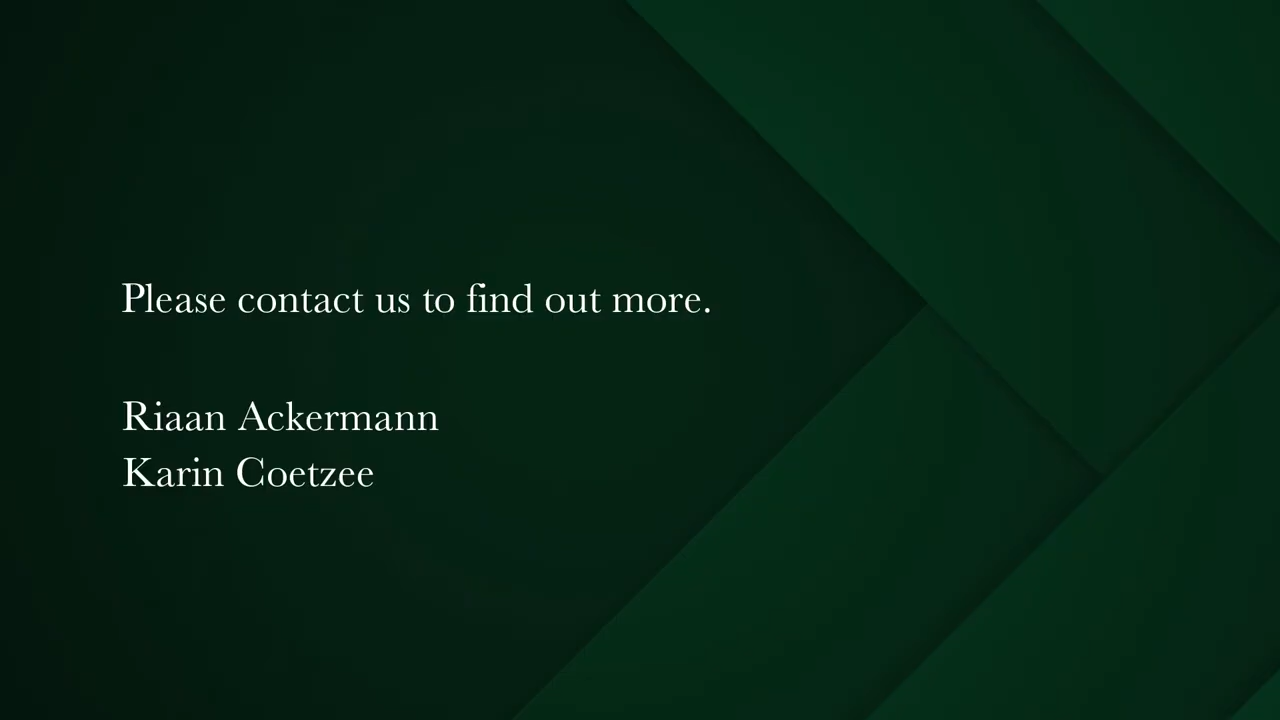 Please contact us to find out more.
Riaan Ackermann
Karin Coetzee